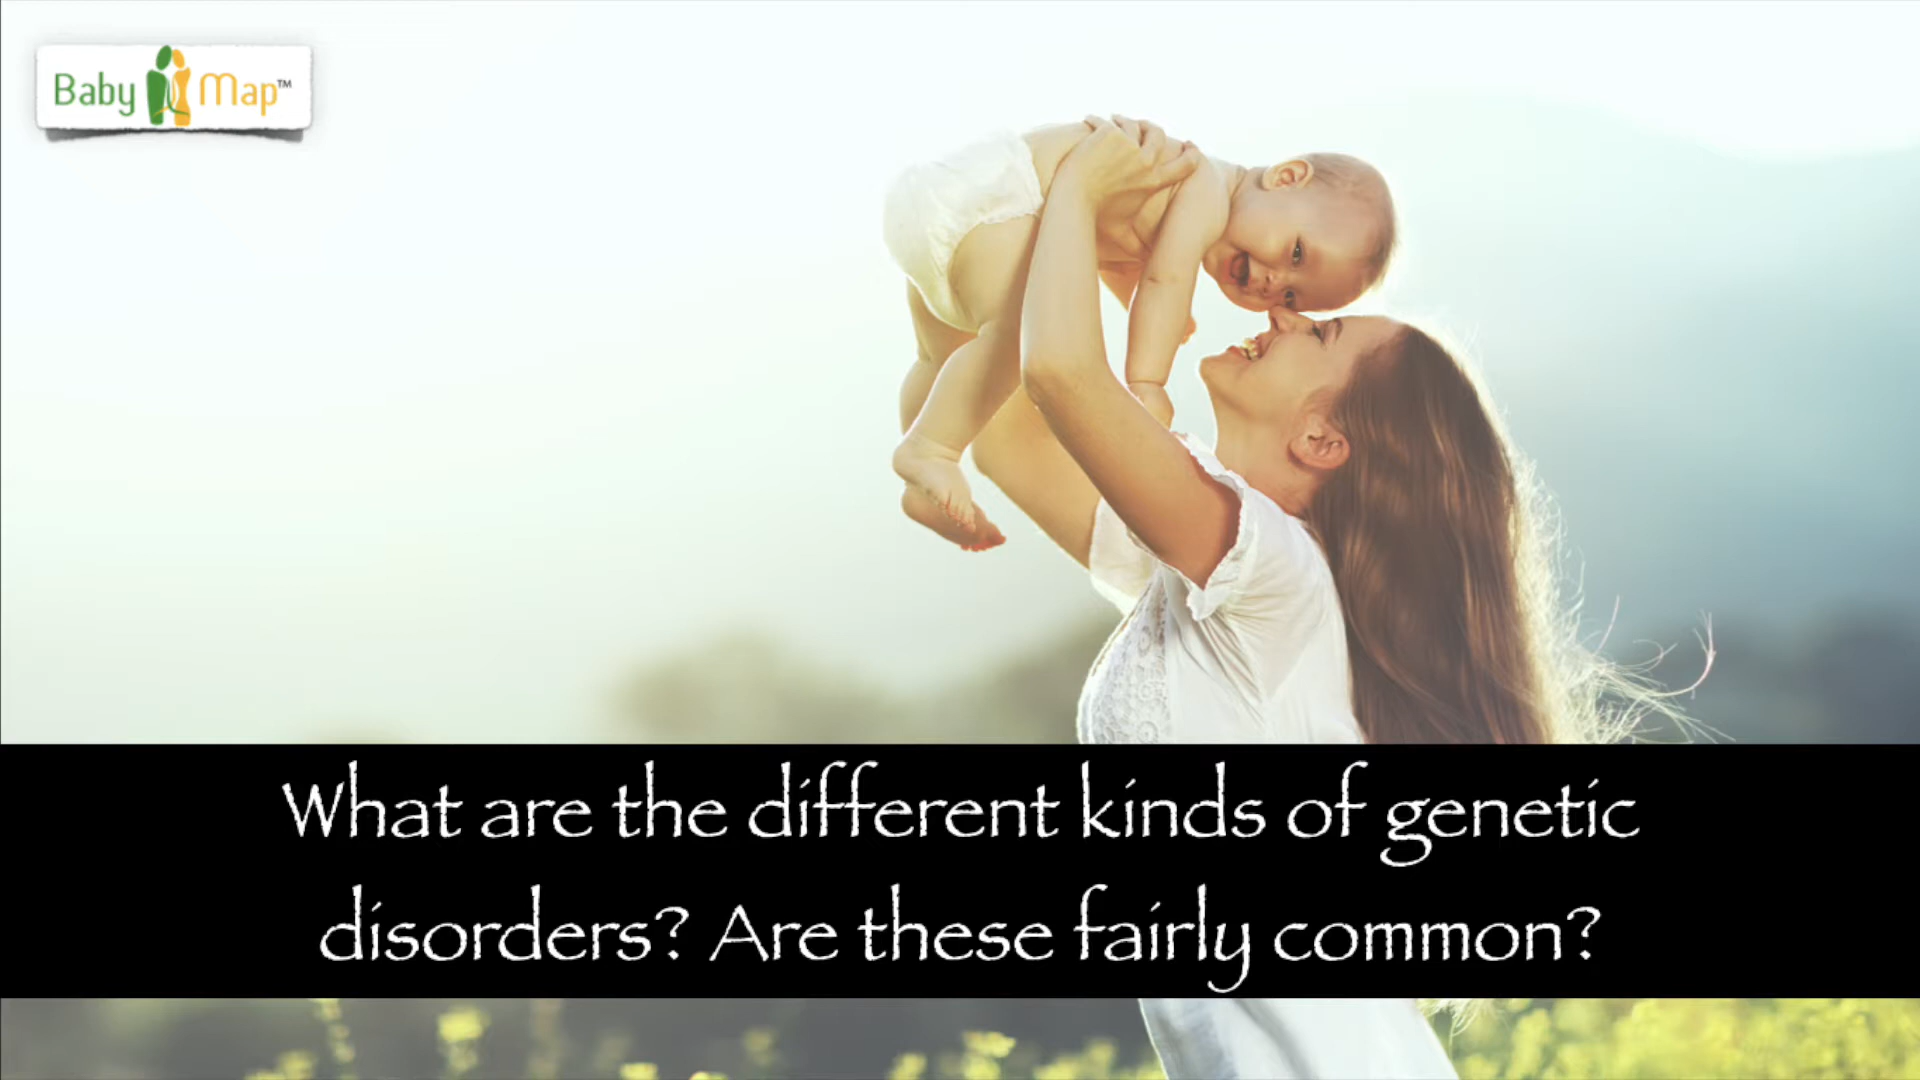 Baby Map™
What are the different kinds of genetic
disorders? Are these fairly common?